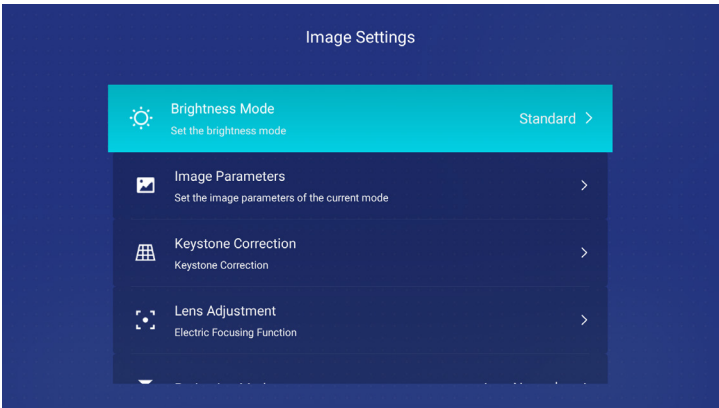 Image Settings
Brightness Mode
Set the brightness mode
Standard
Image Parameters
Set the image parameters of the current mode
Keystone Correction
Keystone Correction
Lens Adjustment
Electric Focusing Function